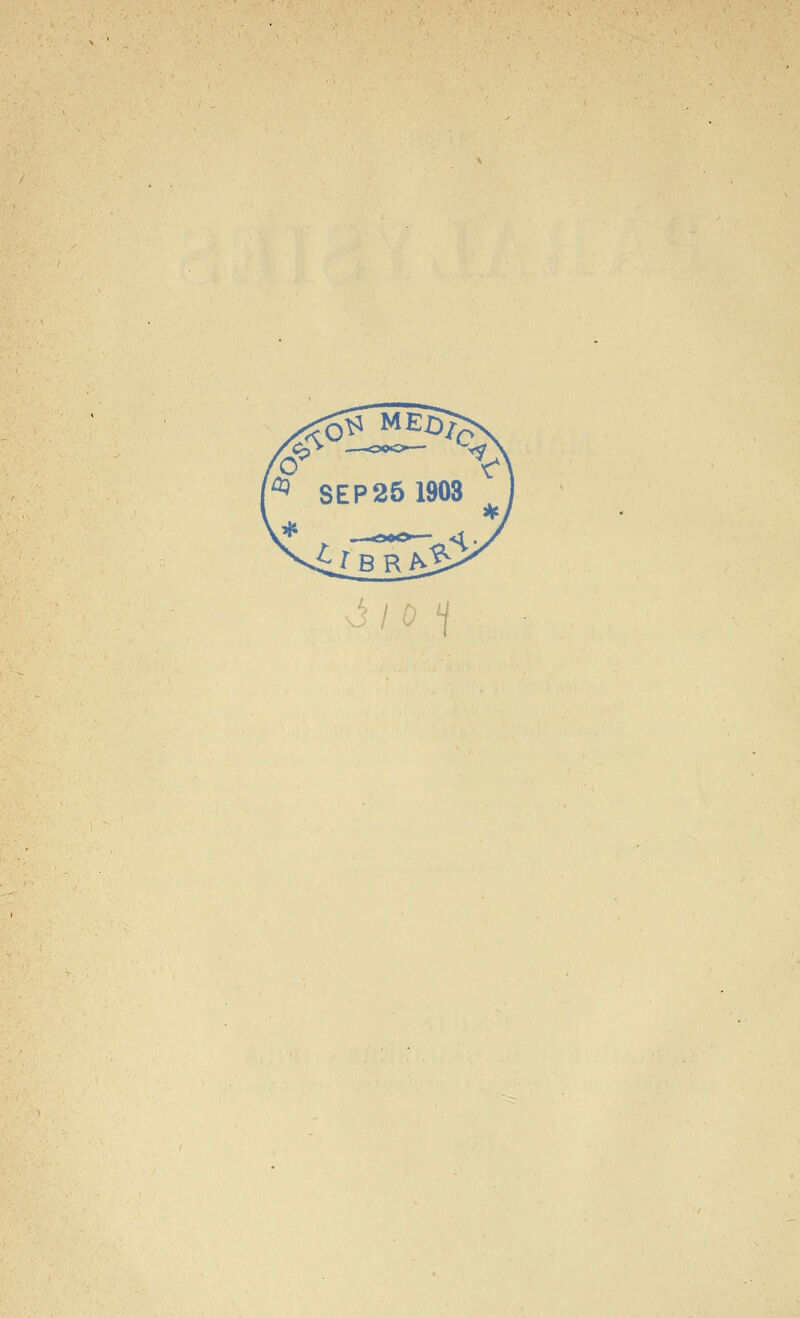 BOSTON MEDICAL
SEP 25 1903
* LIBRARY. *
3104